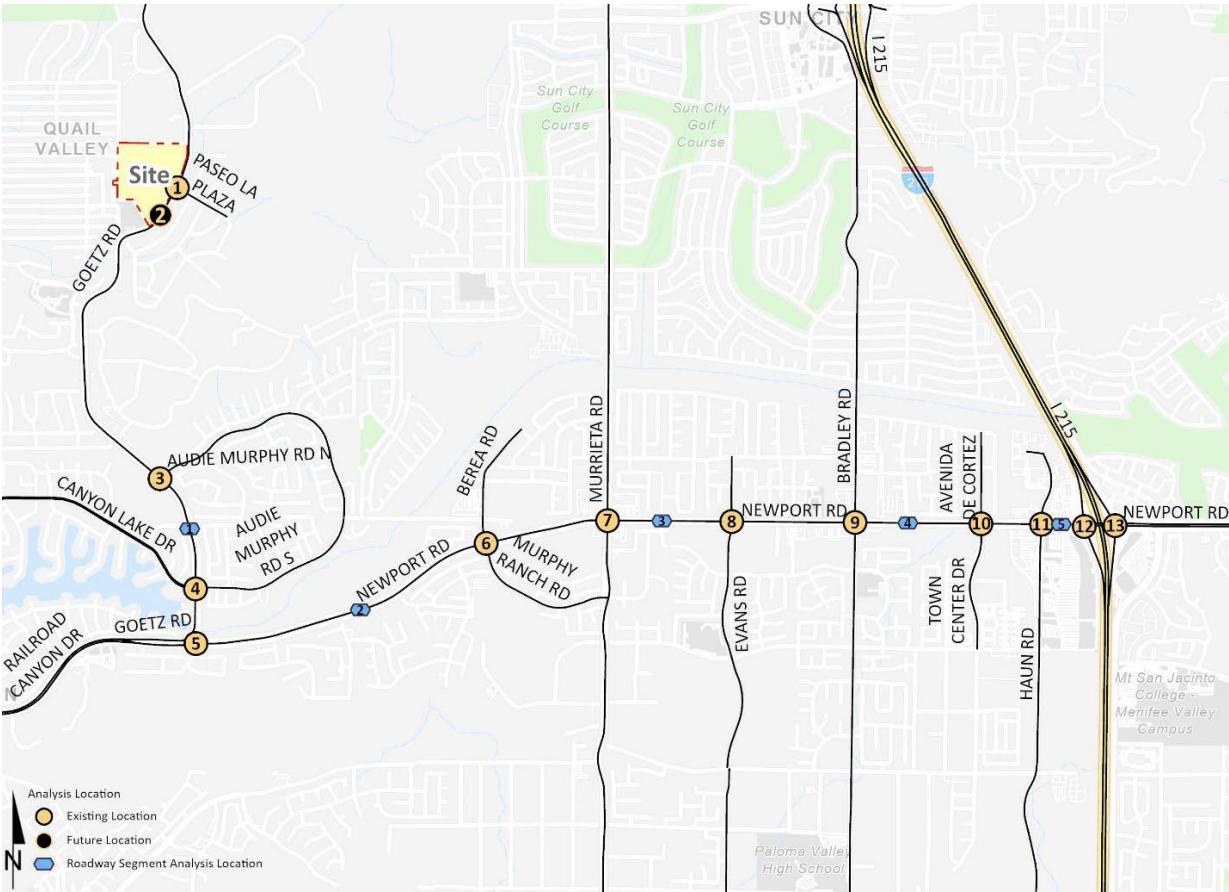 SUN CITY
I 215
Sun City
Golf
Course
Sun City
Golf
Course
QUAIL
VALLEY
Site
1
PASEO LA
PLAZA
2
GOETZ RD
I 215
MURRIETA RD
BRADLEY RD
BEREA RD
AVENIDA
DE CORTEZ
3
AUDIE MURPHY RD N
CANYON LAKE DR
1
AUDIE
MURPHY
RD S
4
7
3
8
NEWPORT RD
9
4
10
11
5
12
13
NEWPORT RD
6
MURPHY
RANCH RD
NEWPORT RD
2
EVANS RD
TOWN
CENTER DR
HAUN RD
GOETZ RD
5
RAILROAD
CANYON DR
Mt San Jacinto
College -
Menifee Valley
Campus
Paloma Valley
High School
Analysis Location
Existing Location
Future Location
Roadway Segment Analysis Location
N